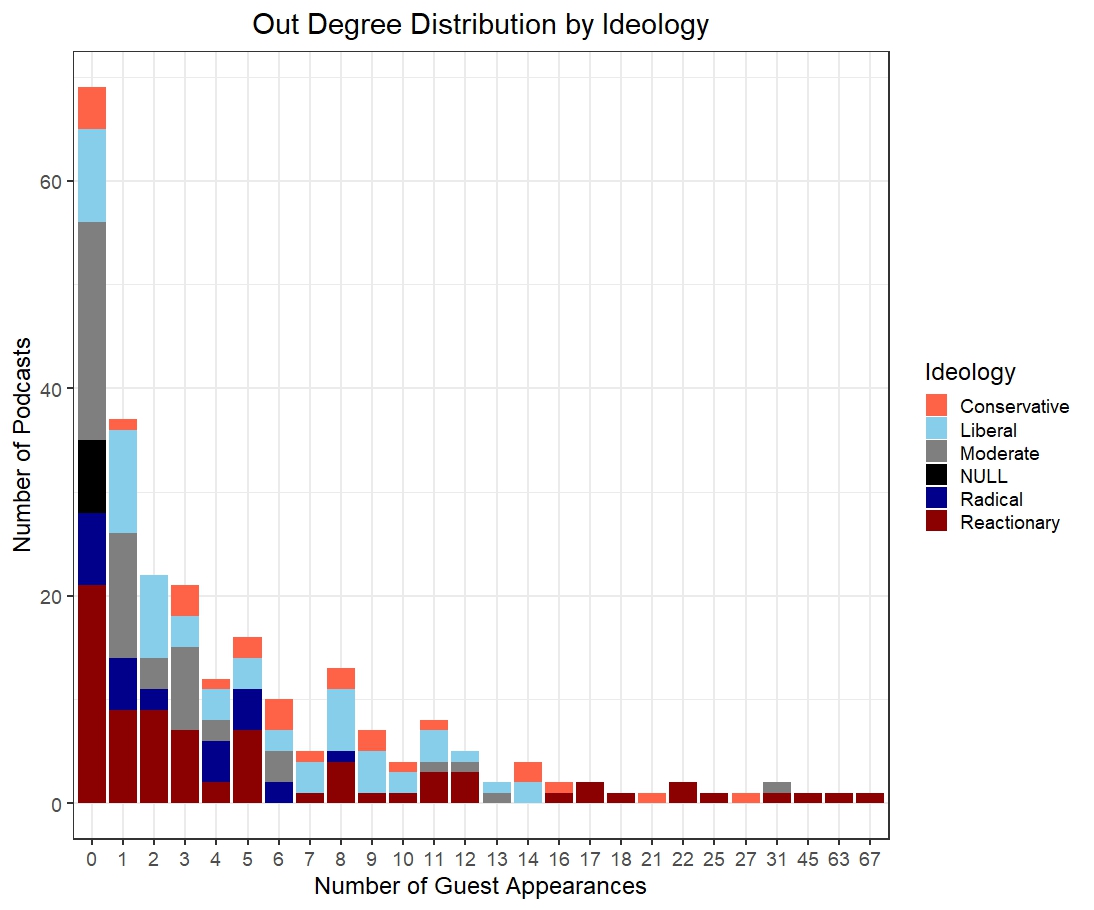 Out Degree Distribution by Ideology
Number of Podcasts
60
40
20
0
0 1 2 3 4 5 6 7 8 9 10 11 12 13 14 16 17 18 21 22 25 27 31 45 63 67
Number of Guest Appearances
Ideology
Conservative
Liberal
Moderate
NULL
Radical
Reactionary